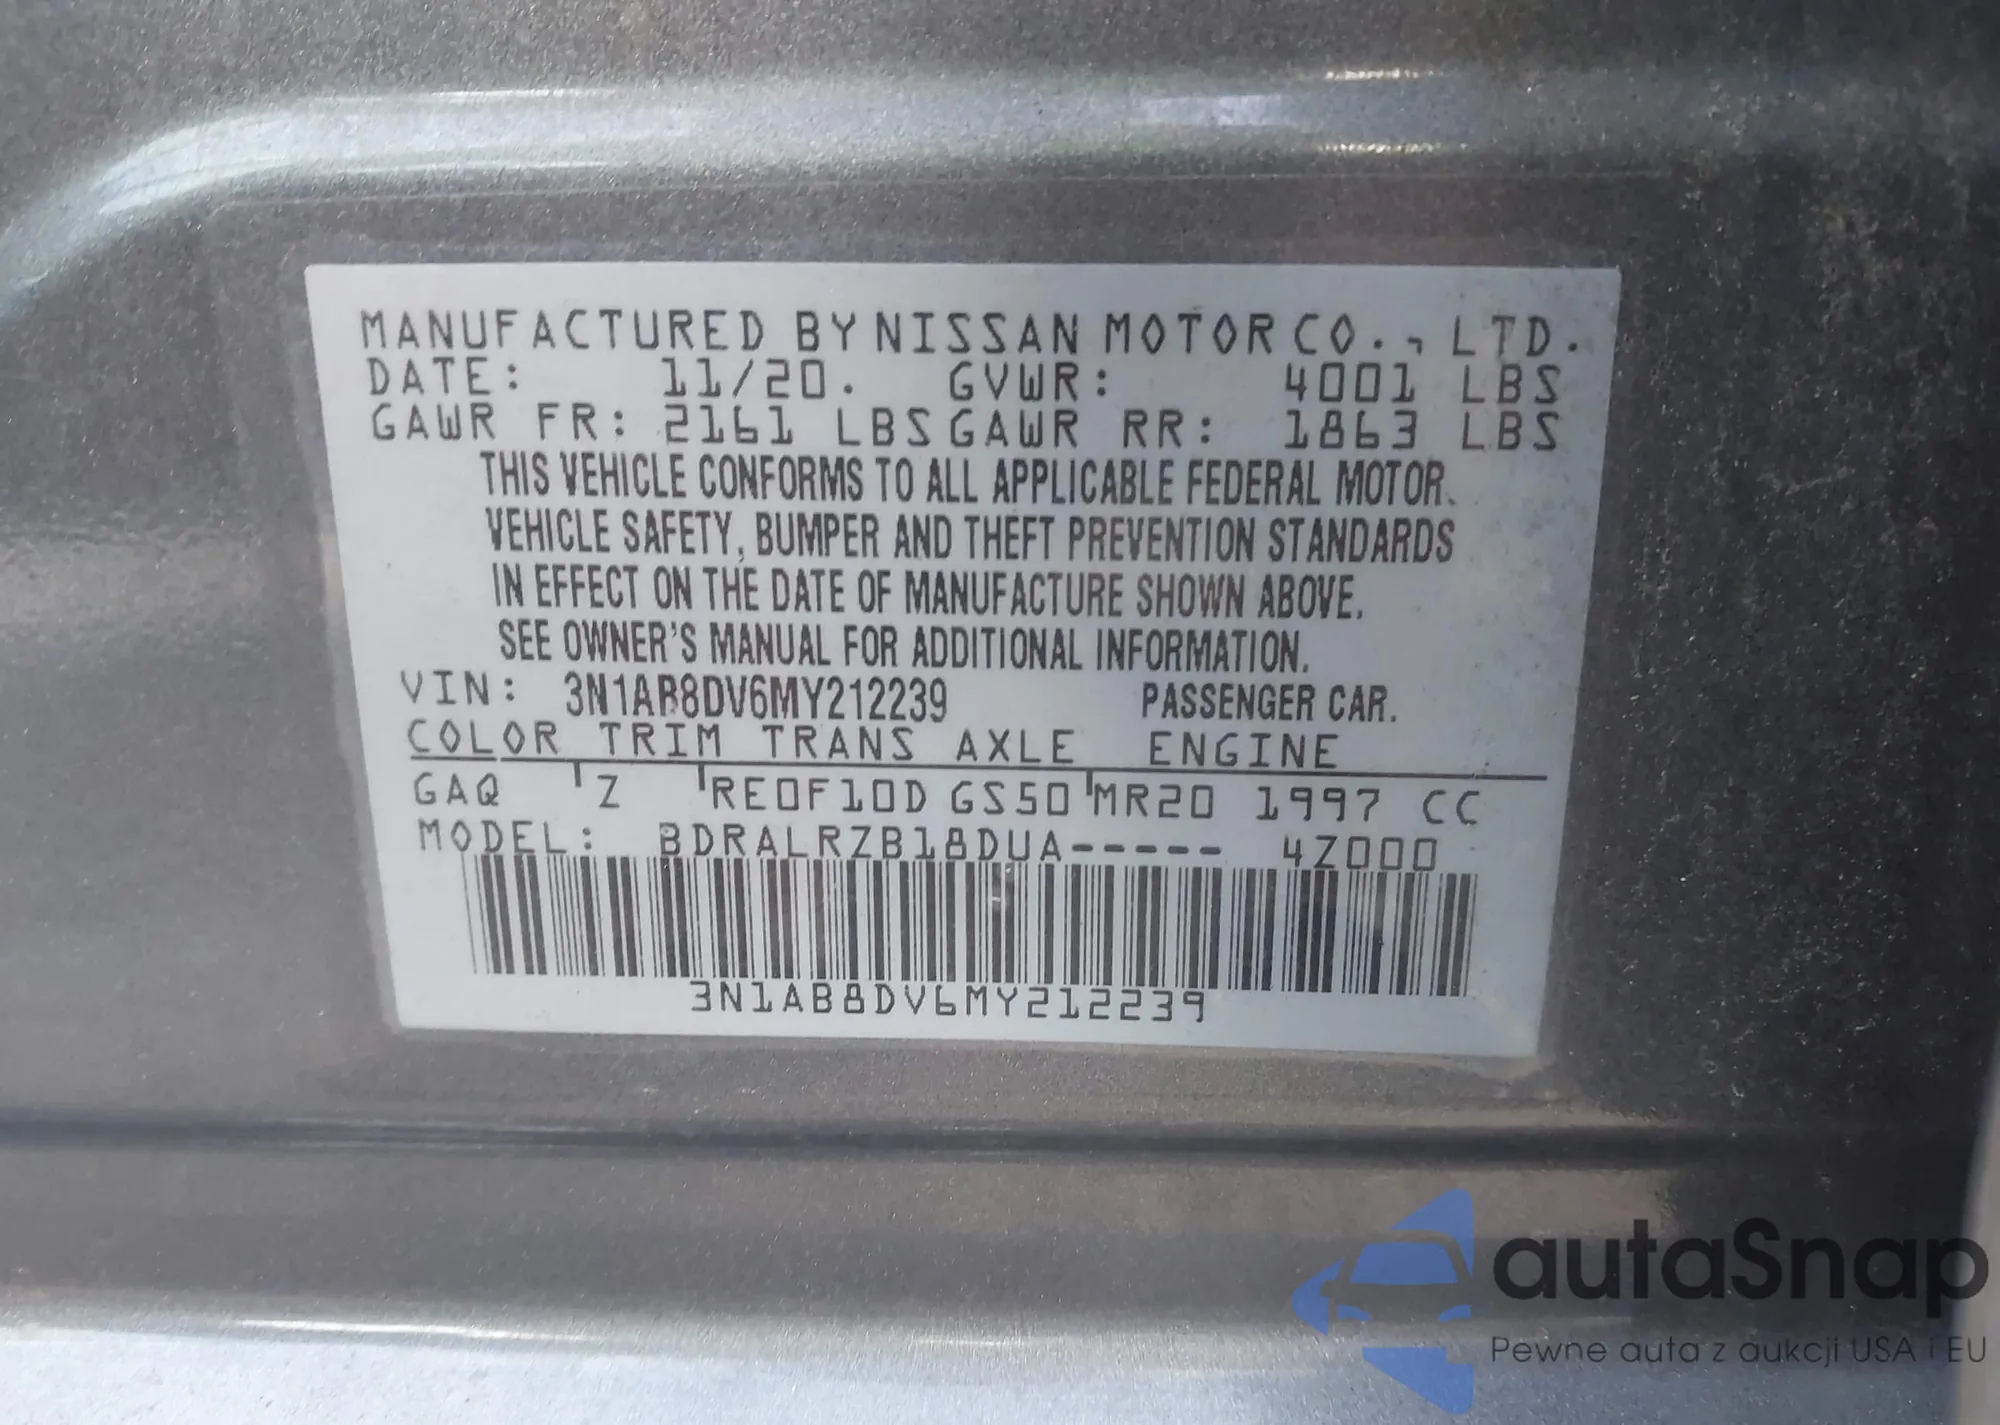 MANUFACTURED BY NISSAN MOTOR CO., LTD.
DATE: 11/20. GVWR: 4001 LBS
GAWR FR: 2161 LBS GAWR RR: 1863 LBS
THIS VEHICLE CONFORMS TO ALL APPLICABLE FEDERAL MOTOR.
VEHICLE SAFETY, BUMPER AND THEFT PREVENTION STANDARDS
IN EFFECT ON THE DATE OF MANUFACTURE SHOWN ABOVE.
SEE OWNER'S MANUAL FOR ADDITIONAL INFORMATION.
VIN: 3N1AB8DV6MY212239 PASSENGER CAR.
COLOR TRIM TRANS AXLE ENGINE
GAQ Z RE0F10D GS50 MR20 1997 CC
MODEL: BDRALRZB18DUA----- 4Z000
3N1AB8DV6MY212239
autaSnap
Pewne auta z aukcji USA i EU